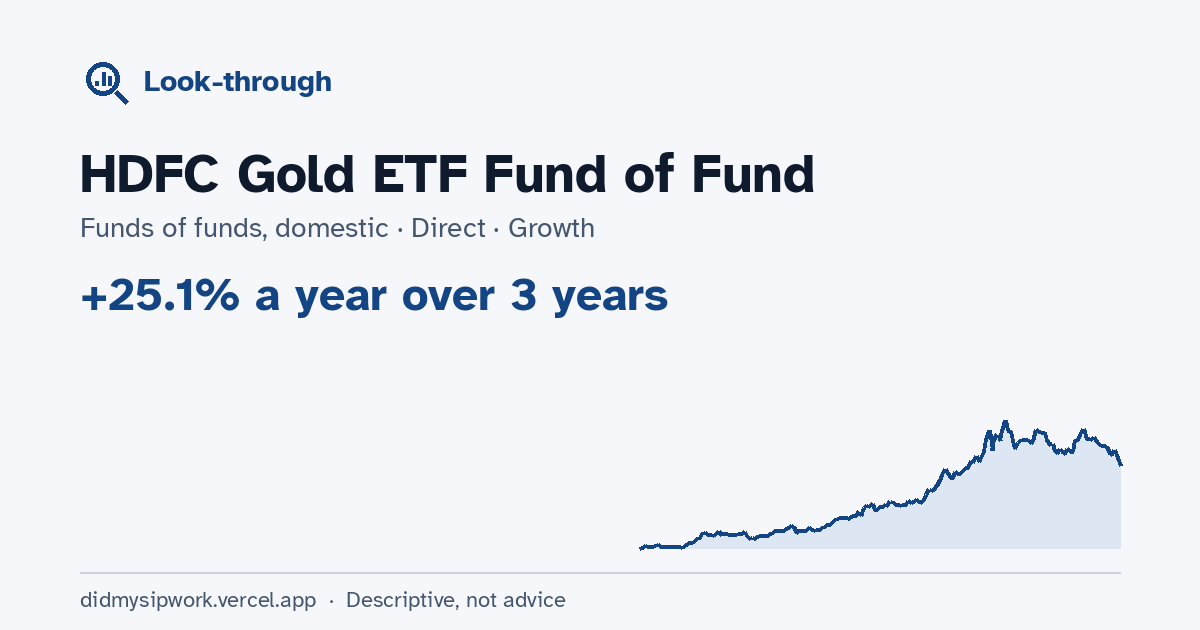 Look-through
HDFC Gold ETF Fund of Fund
Funds of funds, domestic · Direct · Growth
+25.1% a year over 3 years
didmysipwork.vercel.app · Descriptive, not advice